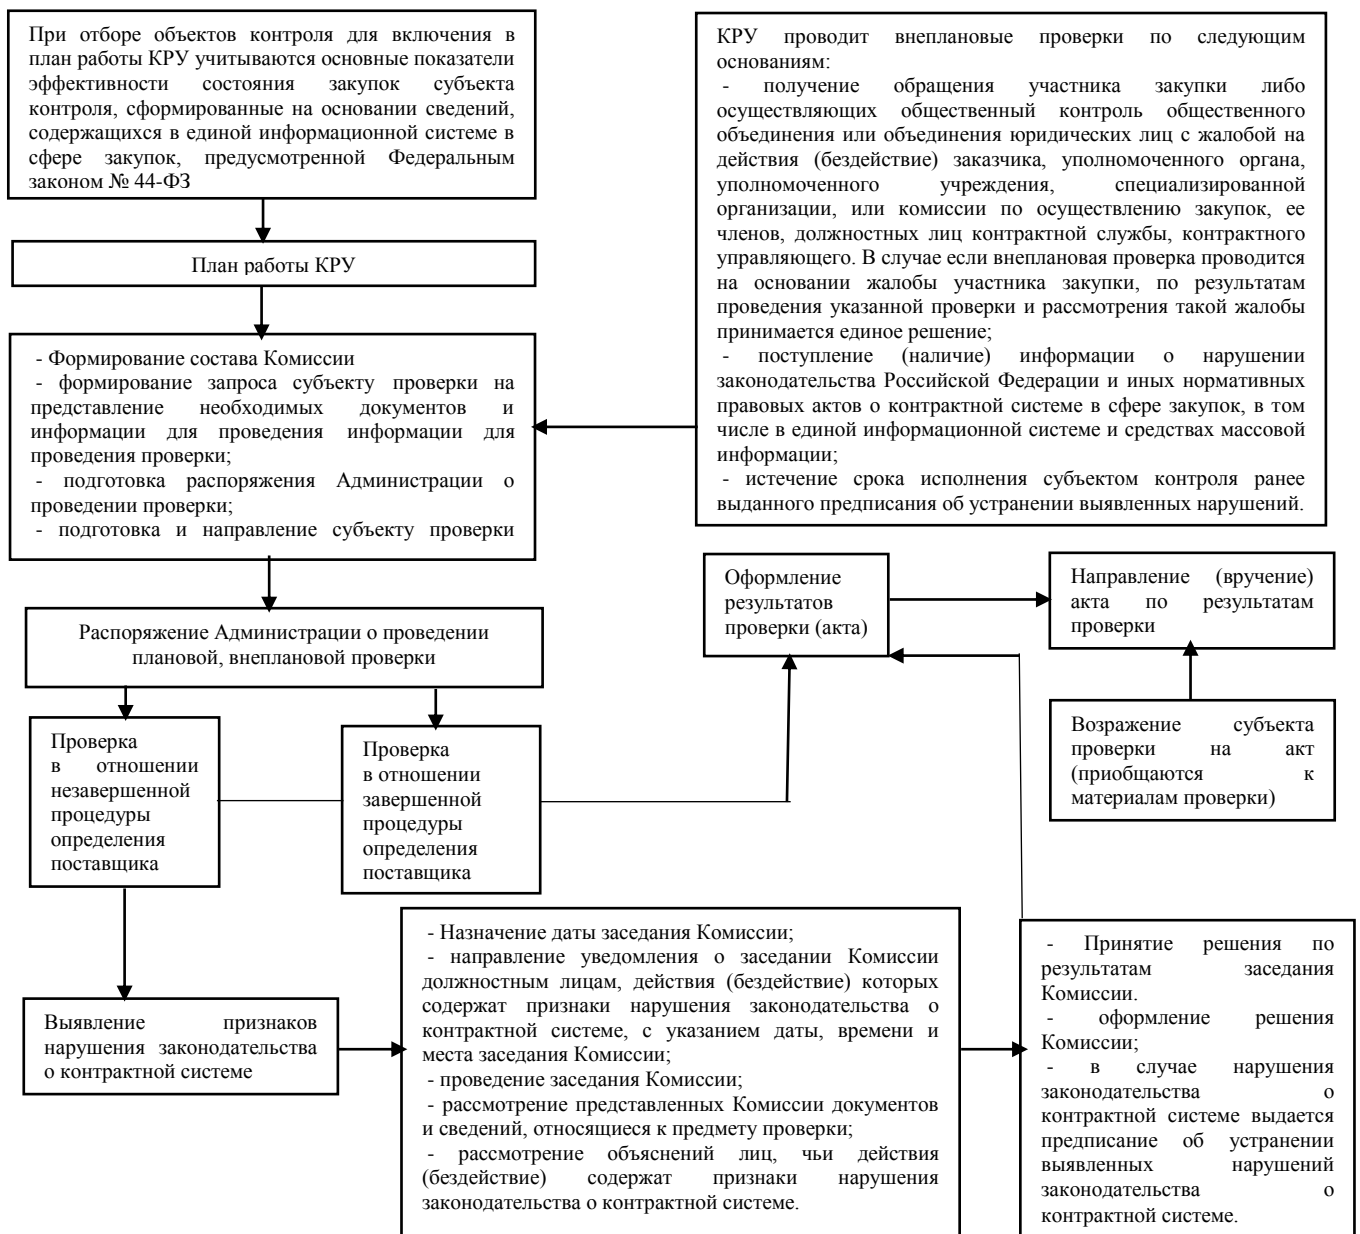 При отборе объектов контроля для включения в
план работы КРУ учитываются основные показатели
эффективности состояния закупок субъекта
контроля, сформированные на основании сведений,
содержащихся в единой информационной системе в
сфере закупок, предусмотренной Федеральным
законом № 44-ФЗ
План работы КРУ
- Формирование состава Комиссии
- формирование запроса субъекту проверки на
представление необходимых документов и
информации для проведения информации для
проведения проверки;
- подготовка распоряжения Администрации о
проведении проверки;
- подготовка и направление субъекту проверки
КРУ проводит внеплановые проверки по следующим
основаниям:
- получение обращения участника закупки либо
осуществляющих общественный контроль общественного
объединения или объединения юридических лиц с жалобой на
действия (бездействие) заказчика, уполномоченного органа,
уполномоченного учреждения, специализированной
организации, или комиссии по осуществлению закупок, ее
членов, должностных лиц контрактной службы, контрактного
управляющего. В случае если внеплановая проверка проводится
на основании жалобы участника закупки, по результатам
проведения указанной проверки и рассмотрения такой жалобы
принимается единое решение;
- поступление (наличие) информации о нарушении
законодательства Российской Федерации и иных нормативных
правовых актов о контрактной системе в сфере закупок, в том
числе в единой информационной системе и средствах массовой
информации;
- истечение срока исполнения субъектом контроля ранее
выданного предписания об устранении выявленных нарушений.
Распоряжение Администрации о проведении
плановой, внеплановой проверки
Оформление
результатов
проверки (акта)
Направление (вручение)
акта по результатам
проверки
Возражение субъекта
проверки на акт
(приобщаются к
материалам проверки)
Проверка
в отношении
незавершенной
процедуры
определения
поставщика
Проверка
в отношении
завершенной
процедуры
определения
поставщика
Выявление признаков
нарушения законодательства
о контрактной системе
- Назначение даты заседания Комиссии;
- направление уведомления о заседании Комиссии
должностным лицам, действия (бездействие) которых
содержат признаки нарушения законодательства о
контрактной системе, с указанием даты, времени и
места заседания Комиссии;
- проведение заседания Комиссии;
- рассмотрение представленных Комиссии документов
и сведений, относящиеся к предмету проверки;
- рассмотрение объяснений лиц, чьи действия
(бездействие) содержат признаки нарушения
законодательства о контрактной системе.
- Принятие решения по
результатам заседания
Комиссии.
- оформление решения
Комиссии;
- в случае нарушения
законодательства о
контрактной системе выдается
предписание об устранении
выявленных нарушений
законодательства о
контрактной системе.